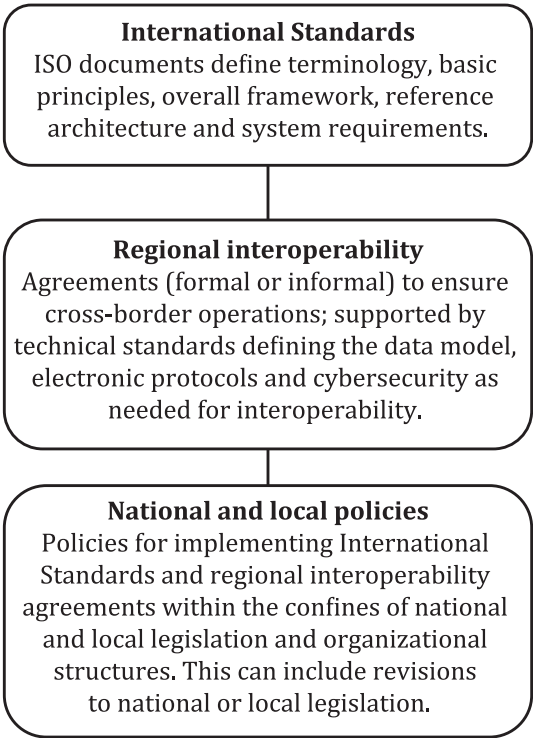 International Standards
ISO documents define terminology, basic
principles, overall framework, reference
architecture and system requirements.
Regional interoperability
Agreements (formal or informal) to ensure
cross-border operations; supported by
technical standards defining the data model,
electronic protocols and cybersecurity as
needed for interoperability.
National and local policies
Policies for implementing International
Standards and regional interoperability
agreements within the confines of national
and local legislation and organizational
structures. This can include revisions
to national or local legislation.